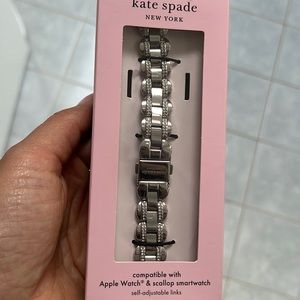 kate spade
NEW YORK
compatible with
Apple Watch® & scallop smartwatch
self-adjustable links